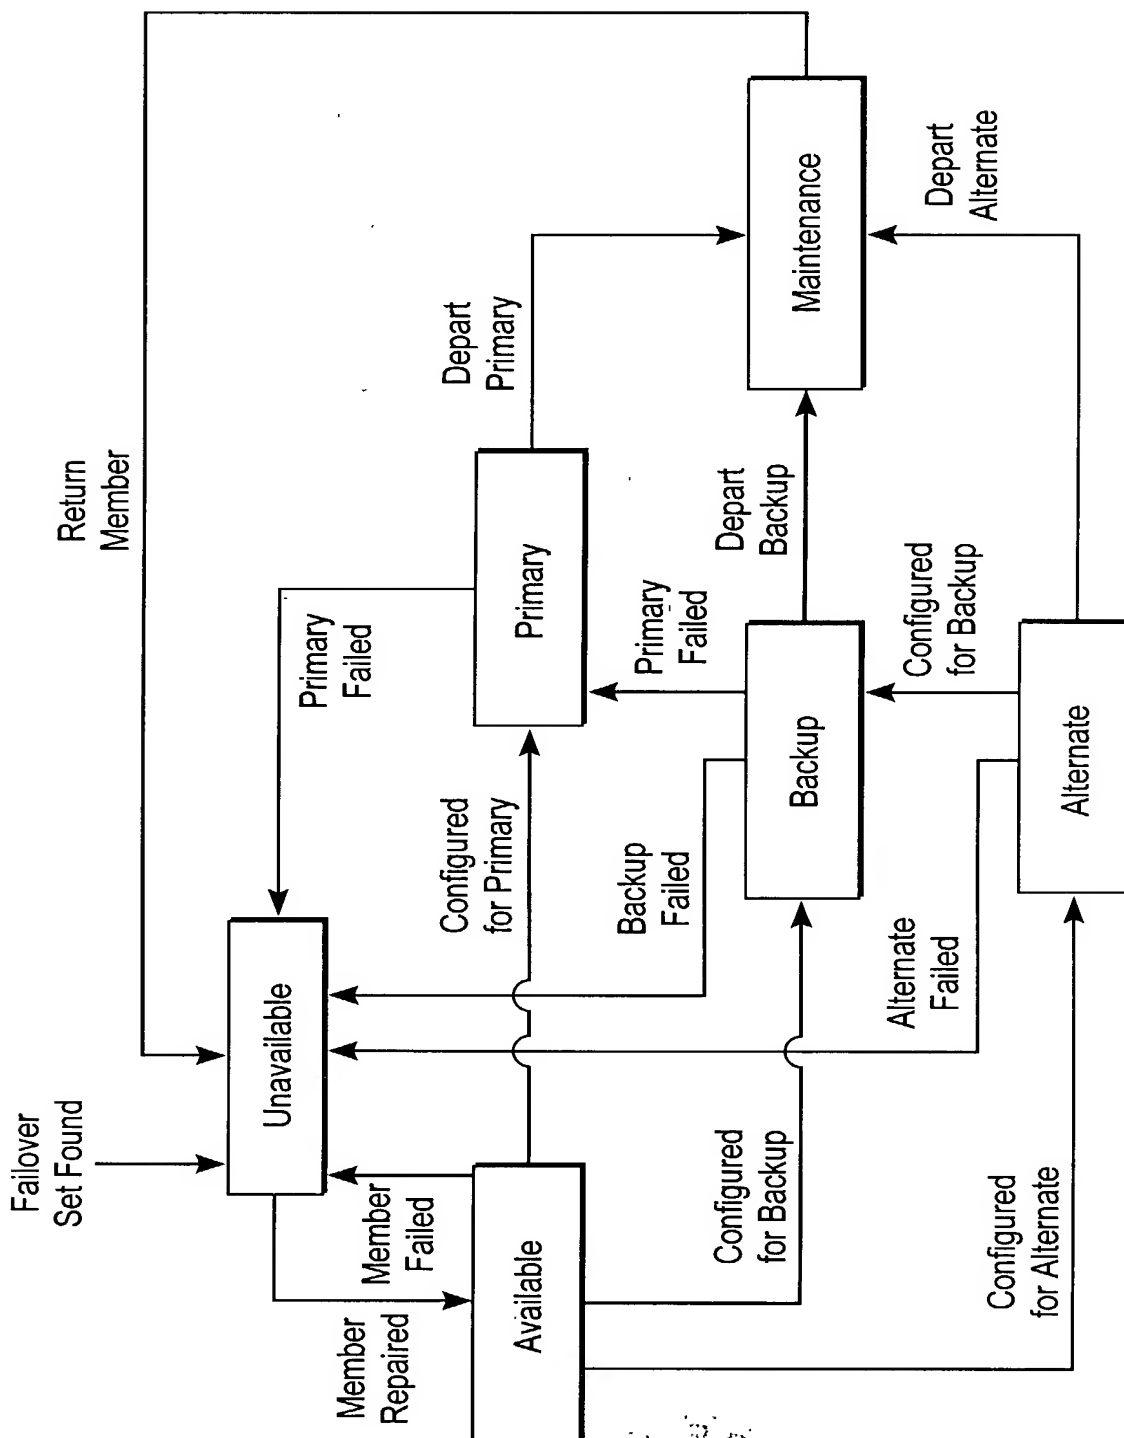 Failover
Set Found
Return
Member
Unavailable
Primary
Failed
Member
Repaired
Member
Failed
Available
Configured
for Primary
Primary
Depart
Primary
Backup
Failed
Primary
Failed
Configured
for Backup
Backup
Depart
Backup
Maintenance
Alternate
Failed
Configured
for Backup
Depart
Alternate
Configured
for Alternate
Alternate